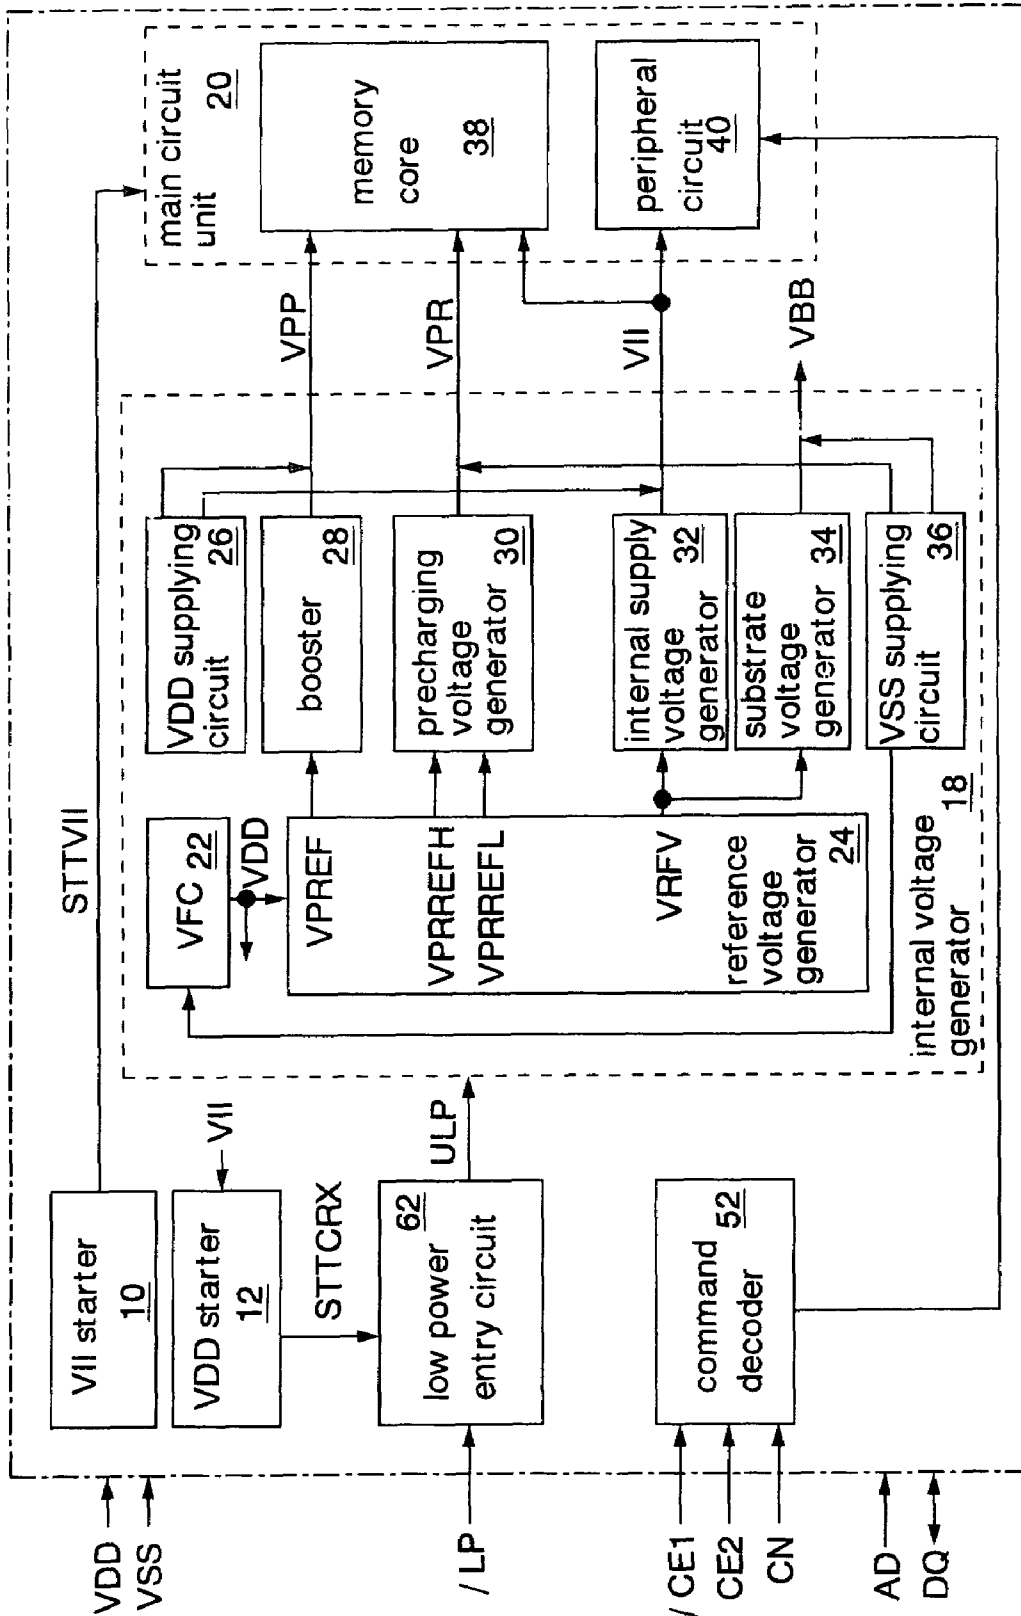 VDD
VSS
VII starter
10
STTVII
VDD starter
12
VII
STTCRX
/ LP
low power
entry circuit
62
ULP
/ CE1
CE2
CN
command
decoder
52
AD
DQ
VFC 22
VDD
VPREF
VPRREFH
VPRREFL
VRFV
reference
voltage
generator
24
VDD supplying
circuit
26
booster
28
precharging
voltage
generator
30
internal supply
voltage
generator
32
substrate
voltage
generator
34
VSS supplying
circuit
36
internal voltage
generator
18
VPP
VPR
VII
VBB
main circuit
unit
20
memory
core
38
peripheral
circuit
40